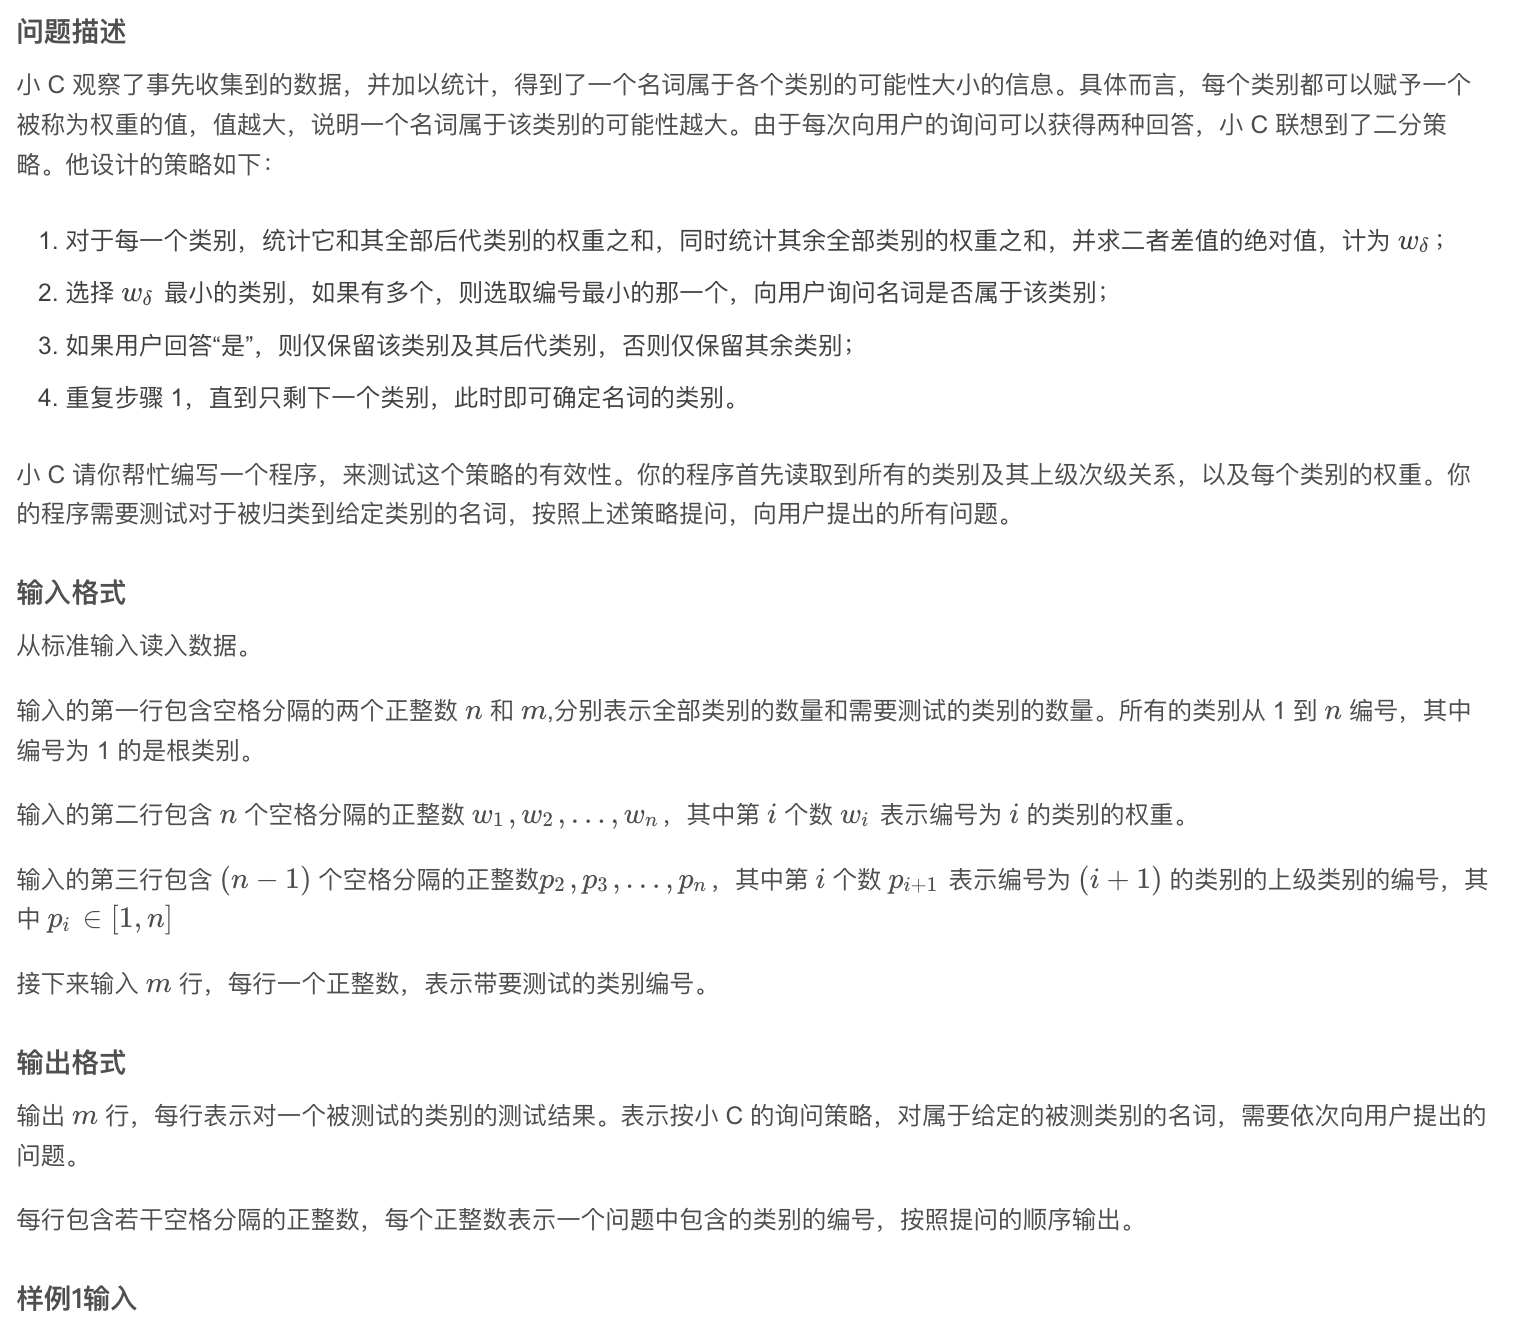 问题描述
小 C 观察了事先收集到的数据，并加以统计，得到了一个名词属于各个类别的可能性大小的信息。具体而言，每个类别都可以赋予一个
被称为权重的值，值越大，说明一个名词属于该类别的可能性越大。由于每次向用户的询问可以获得两种回答，小 C 联想到了二分策
略。他设计的策略如下：
1. 对于每一个类别，统计它和其全部后代类别的权重之和，同时统计其余全部类别的权重之和，并求二者差值的绝对值，计为 w_δ；
2. 选择 w_δ 最小的类别，如果有多个，则选取编号最小的那一个，向用户询问名词是否属于该类别；
3. 如果用户回答“是”，则仅保留该类别及其后代类别，否则仅保留其余类别；
4. 重复步骤 1，直到只剩下一个类别，此时即可确定名词的类别。
小 C 请你帮忙编写一个程序，来测试这个策略的有效性。你的程序首先读取到所有的类别及其上级次级关系，以及每个类别的权重。你
的程序需要测试对于被归类到给定类别的名词，按照上述策略提问，向用户提出的所有问题。
输入格式
从标准输入读入数据。
输入的第一行包含空格分隔的两个正整数 n 和 m,分别表示全部类别的数量和需要测试的类别的数量。所有的类别从 1 到 n 编号，其中
编号为 1 的是根类别。
输入的第二行包含 n 个空格分隔的正整数 w_1, w_2, ..., w_n，其中第 i 个数 w_i 表示编号为 i 的类别的权重。
输入的第三行包含 (n − 1) 个空格分隔的正整数p_2, p_3, ..., p_n，其中第 i 个数 p_{i+1} 表示编号为 (i + 1) 的类别的上级类别的编号，其
中 p_i ∈ [1, n]
接下来输入 m 行，每行一个正整数，表示带要测试的类别编号。
输出格式
输出 m 行，每行表示对一个被测试的类别的测试结果。表示按小 C 的询问策略，对属于给定的被测类别的名词，需要依次向用户提出的
问题。
每行包含若干空格分隔的正整数，每个正整数表示一个问题中包含的类别的编号，按照提问的顺序输出。
样例1输入